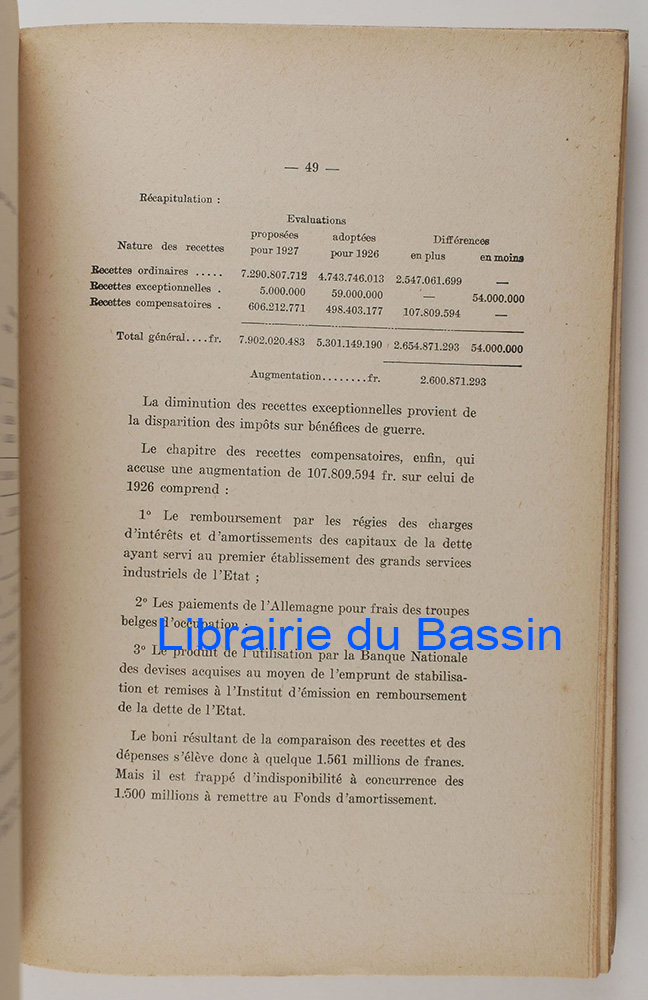 — 49 —
Récapitulation :
Evaluations
proposées adoptées Différences
Nature des recettes pour 1927 pour 1926 en plus en moins
Recettes ordinaires ..... 7.290.807.712 4.743.746.013 2.547.061.699 —
Recettes exceptionnelles . 5.000.000 59.000.000 — 54.000.000
Recettes compensatoires . 606.212.771 498.403.177 107.809.594 —
Total général....fr. 7.902.020.483 5.301.149.190 2.654.871.293 54.000.000
Augmentation........fr. 2.600.871.293
La diminution des recettes exceptionnelles provient de
la disparition des impôts sur bénéfices de guerre.
Le chapitre des recettes compensatoires, enfin, qui
accuse une augmentation de 107.809.594 fr. sur celui de
1926 comprend :
1° Le remboursement par les régies des charges
d'intérêts et d'amortissements des capitaux de la dette
ayant servi au premier établissement des grands services
industriels de l'Etat ;
2° Les paiements de l'Allemagne pour frais des troupes
belges d'occupation ;
Librairie du Bassin
3° Le produit de l'utilisation par la Banque Nationale
des devises acquises au moyen de l'emprunt de stabilisa-
tion et remises à l'Institut d'émission en remboursement
de la dette de l'Etat.
Le boni résultant de la comparaison des recettes et des
dépenses s'élève donc à quelque 1.561 millions de francs.
Mais il est frappé d'indisponibilité à concurrence des
1.500 millions à remettre au Fonds d'amortissement.